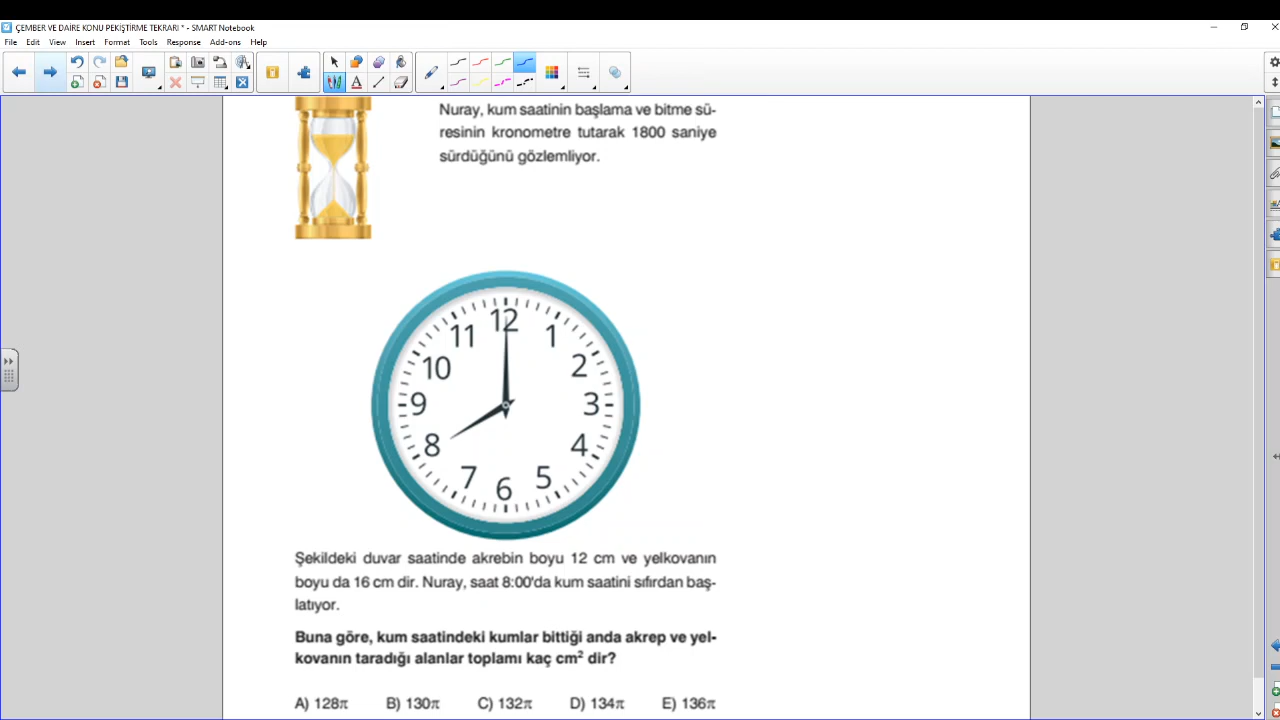 ÇEMBER VE DAİRE KONU PEKİŞTİRME TEKRARI * - SMART Notebook
File Edit View Insert Format Tools Response Add-ons Help
Nuray, kum saatinin başlama ve bitme sü-
resinin kronometre tutarak 1800 saniye
sürdüğünü gözlemliyor.
12
11 1
10 2
9 3
8 4
7 5
6
Şekildeki duvar saatinde akrebin boyu 12 cm ve yelkovanın
boyu da 16 cm dir. Nuray, saat 8:00'da kum saatini sıfırdan baş-
latıyor.
Buna göre, kum saatindeki kumlar bittiği anda akrep ve yel-
kovanın taradığı alanlar toplamı kaç cm² dir?
A) 128π B) 130π C) 132π D) 134π E) 136π